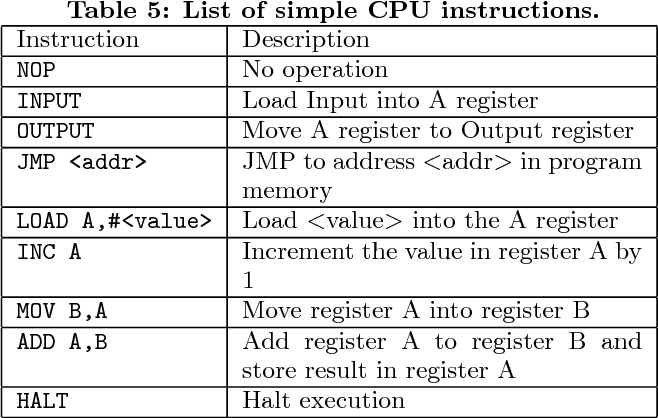 Table 5: List of simple CPU instructions.
Instruction Description
NOP No operation
INPUT Load Input into A register
OUTPUT Move A register to Output register
JMP <addr> JMP to address <addr> in program
memory
LOAD A,#<value> Load <value> into the A register
INC A Increment the value in register A by
1
MOV B,A Move register A into register B
ADD A,B Add register A to register B and
store result in register A
HALT Halt execution